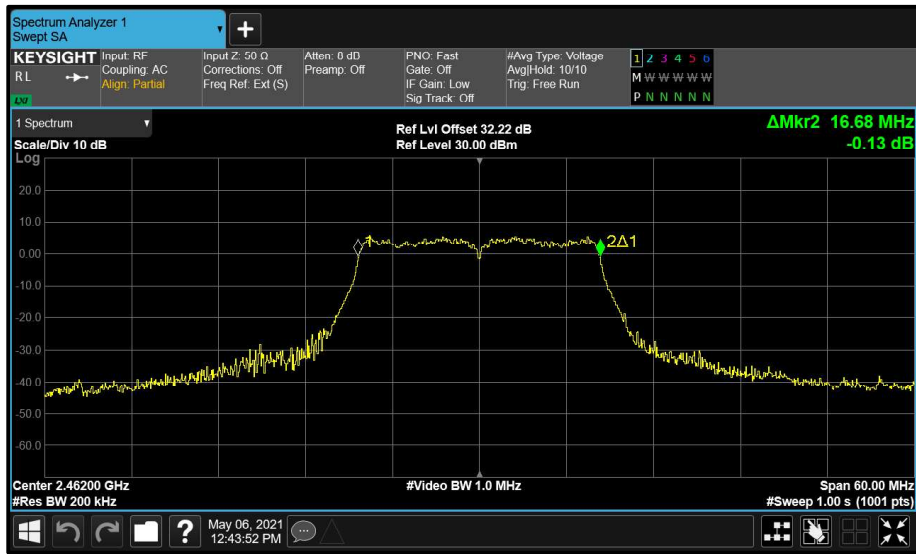 Spectrum Analyzer 1
Swept SA
KEYSIGHT
RL
LXI
Input: RF
Coupling: AC
Align: Partial
Input Z: 50 Ω
Corrections: Off
Freq Ref: Ext (S)
Atten: 0 dB
Preamp: Off
PNO: Fast
Gate: Off
IF Gain: Low
Sig Track: Off
#Avg Type: Voltage
Avg|Hold: 10/10
Trig: Free Run
1 2 3 4 5 6
M W W W W W
P N N N N N
1 Spectrum
Scale/Div 10 dB
Ref Lvl Offset 32.22 dB
Ref Level 30.00 dBm
ΔMkr2 16.68 MHz
-0.13 dB
Log
20.0
10.0
0.00
-10.0
-20.0
-30.0
-40.0
-50.0
-60.0
1
2Δ1
Center 2.46200 GHz
#Res BW 200 kHz
#Video BW 1.0 MHz
Span 60.00 MHz
#Sweep 1.00 s (1001 pts)
?
May 06, 2021
12:43:52 PM